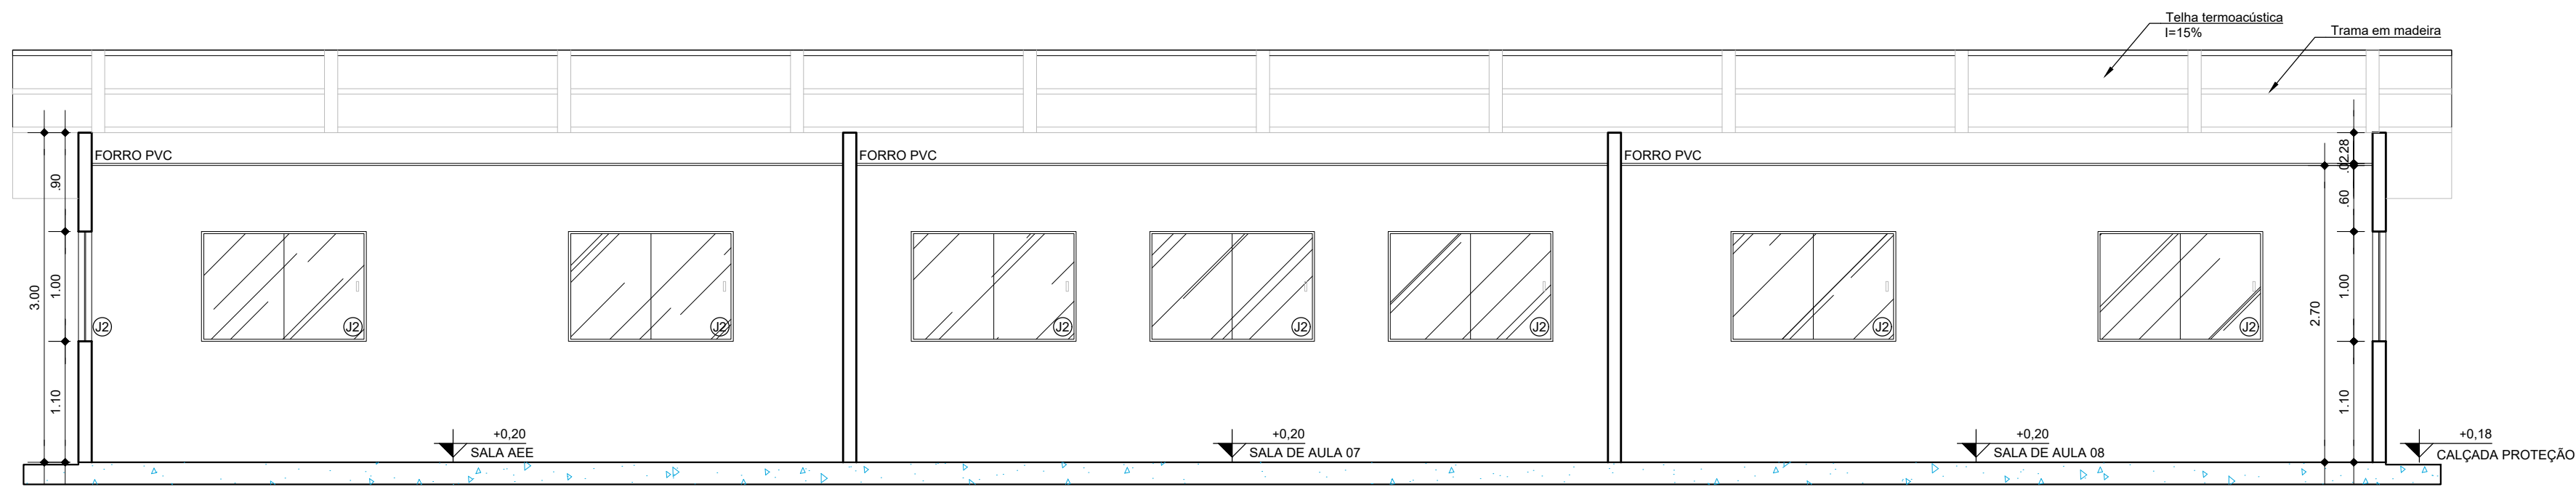 Telha termoacústica
I=15%
Trama em madeira
FORRO PVC
FORRO PVC
FORRO PVC
.90
1.00
1.10
3.00
.28
.02
.60
1.00
1.10
2.70
J2
J2
J2
J2
J2
J2
J2
J2
+0,20
SALA AEE
+0,20
SALA DE AULA 07
+0,20
SALA DE AULA 08
+0,18
CALÇADA PROTEÇÃO